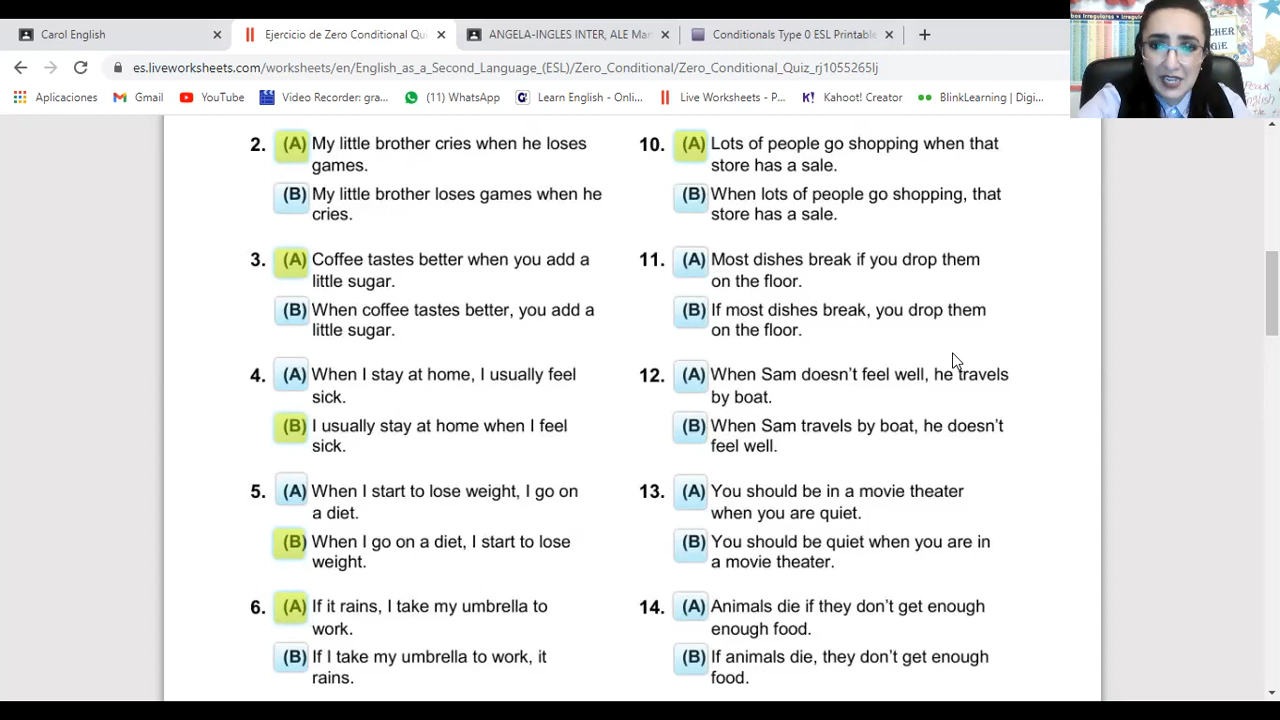 Carol English
Ejercicio de Zero Conditional Qu
ANGELA-INGLES INTER, ALE
Conditionals Type 0 ESL Printable
es.liveworksheets.com/worksheets/en/English_as_a_Second_Language_(ESL)/Zero_Conditional/Zero_Conditional_Quiz_rj1055265lj
Aplicaciones
Gmail
YouTube
Video Recorder: gra...
(11) WhatsApp
Learn English - Onli...
Live Worksheets - P...
Kahoot! Creator
BlinkLearning | Digi...
2. (A) My little brother cries when he loses
games.
(B) My little brother loses games when he
cries.
3. (A) Coffee tastes better when you add a
little sugar.
(B) When coffee tastes better, you add a
little sugar.
4. (A) When I stay at home, I usually feel
sick.
(B) I usually stay at home when I feel
sick.
5. (A) When I start to lose weight, I go on
a diet.
(B) When I go on a diet, I start to lose
weight.
6. (A) If it rains, I take my umbrella to
work.
(B) If I take my umbrella to work, it
rains.
10. (A) Lots of people go shopping when that
store has a sale.
(B) When lots of people go shopping, that
store has a sale.
11. (A) Most dishes break if you drop them
on the floor.
(B) If most dishes break, you drop them
on the floor.
12. (A) When Sam doesn't feel well, he travels
by boat.
(B) When Sam travels by boat, he doesn't
feel well.
13. (A) You should be in a movie theater
when you are quiet.
(B) You should be quiet when you are in
a movie theater.
14. (A) Animals die if they don't get enough
enough food.
(B) If animals die, they don't get enough
food.